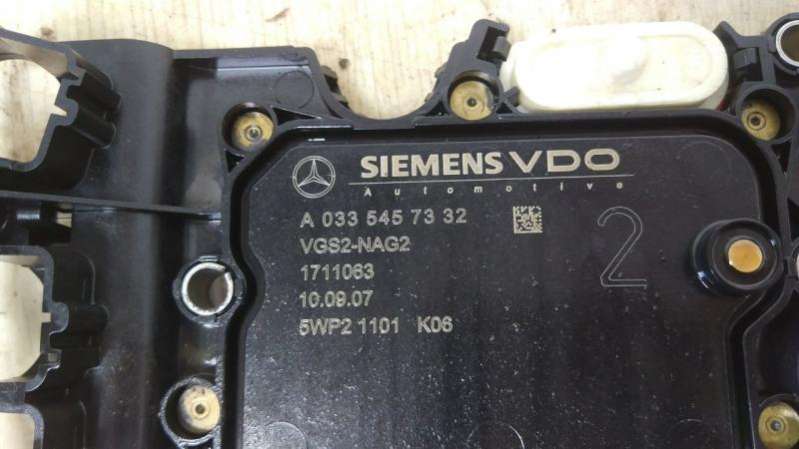 SIEMENS VDO
Automotive
A 033 545 73 32
VGS2-NAG2
1711063
10.09.07
5WP2 1101 K06
2